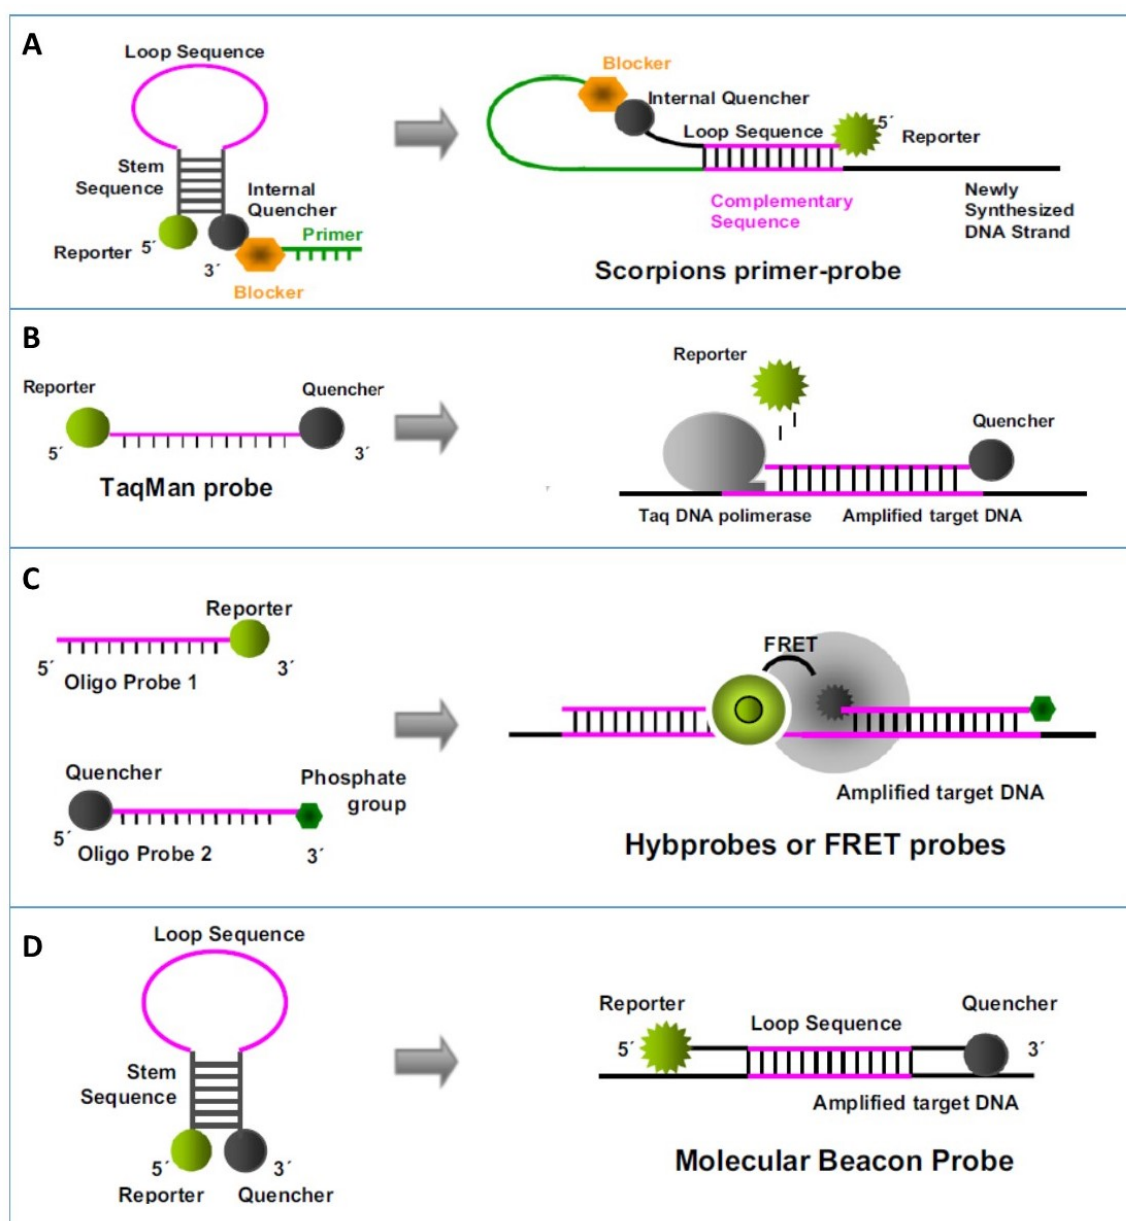 A
Loop Sequence
Stem
Sequence
Internal
Quencher
Primer
Reporter
5´
3´
Blocker
Blocker
Internal Quencher
Loop Sequence
5´
Reporter
Complementary
Sequence
Newly
Synthesized
DNA Strand
Scorpions primer-probe
B
Reporter
Quencher
5´
3´
TaqMan probe
Reporter
Quencher
Taq DNA polimerase
Amplified target DNA
C
Reporter
5´
3´
Oligo Probe 1
Quencher
Phosphate
group
5´
Oligo Probe 2
3´
FRET
Amplified target DNA
Hybprobes or FRET probes
D
Loop Sequence
Stem
Sequence
5´
3´
Reporter
Quencher
Reporter
Quencher
Loop Sequence
5´
3´
Amplified target DNA
Molecular Beacon Probe